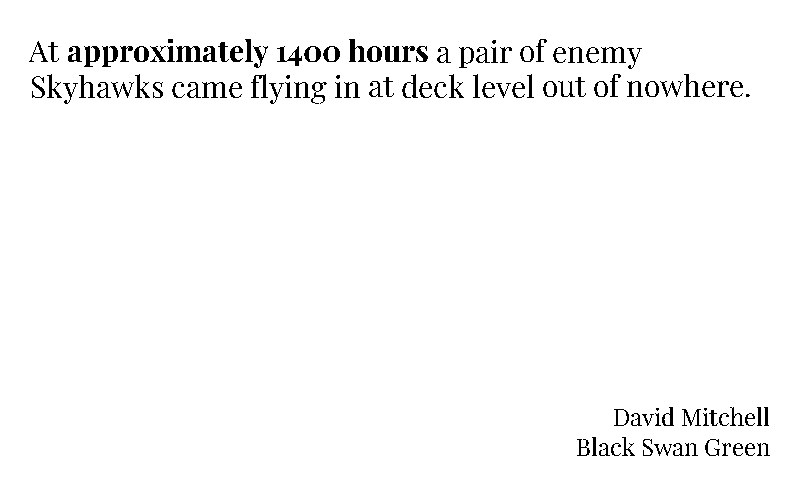 At approximately 1400 hours a pair of enemy
Skyhawks came flying in at deck level out of nowhere.
David Mitchell
Black Swan Green